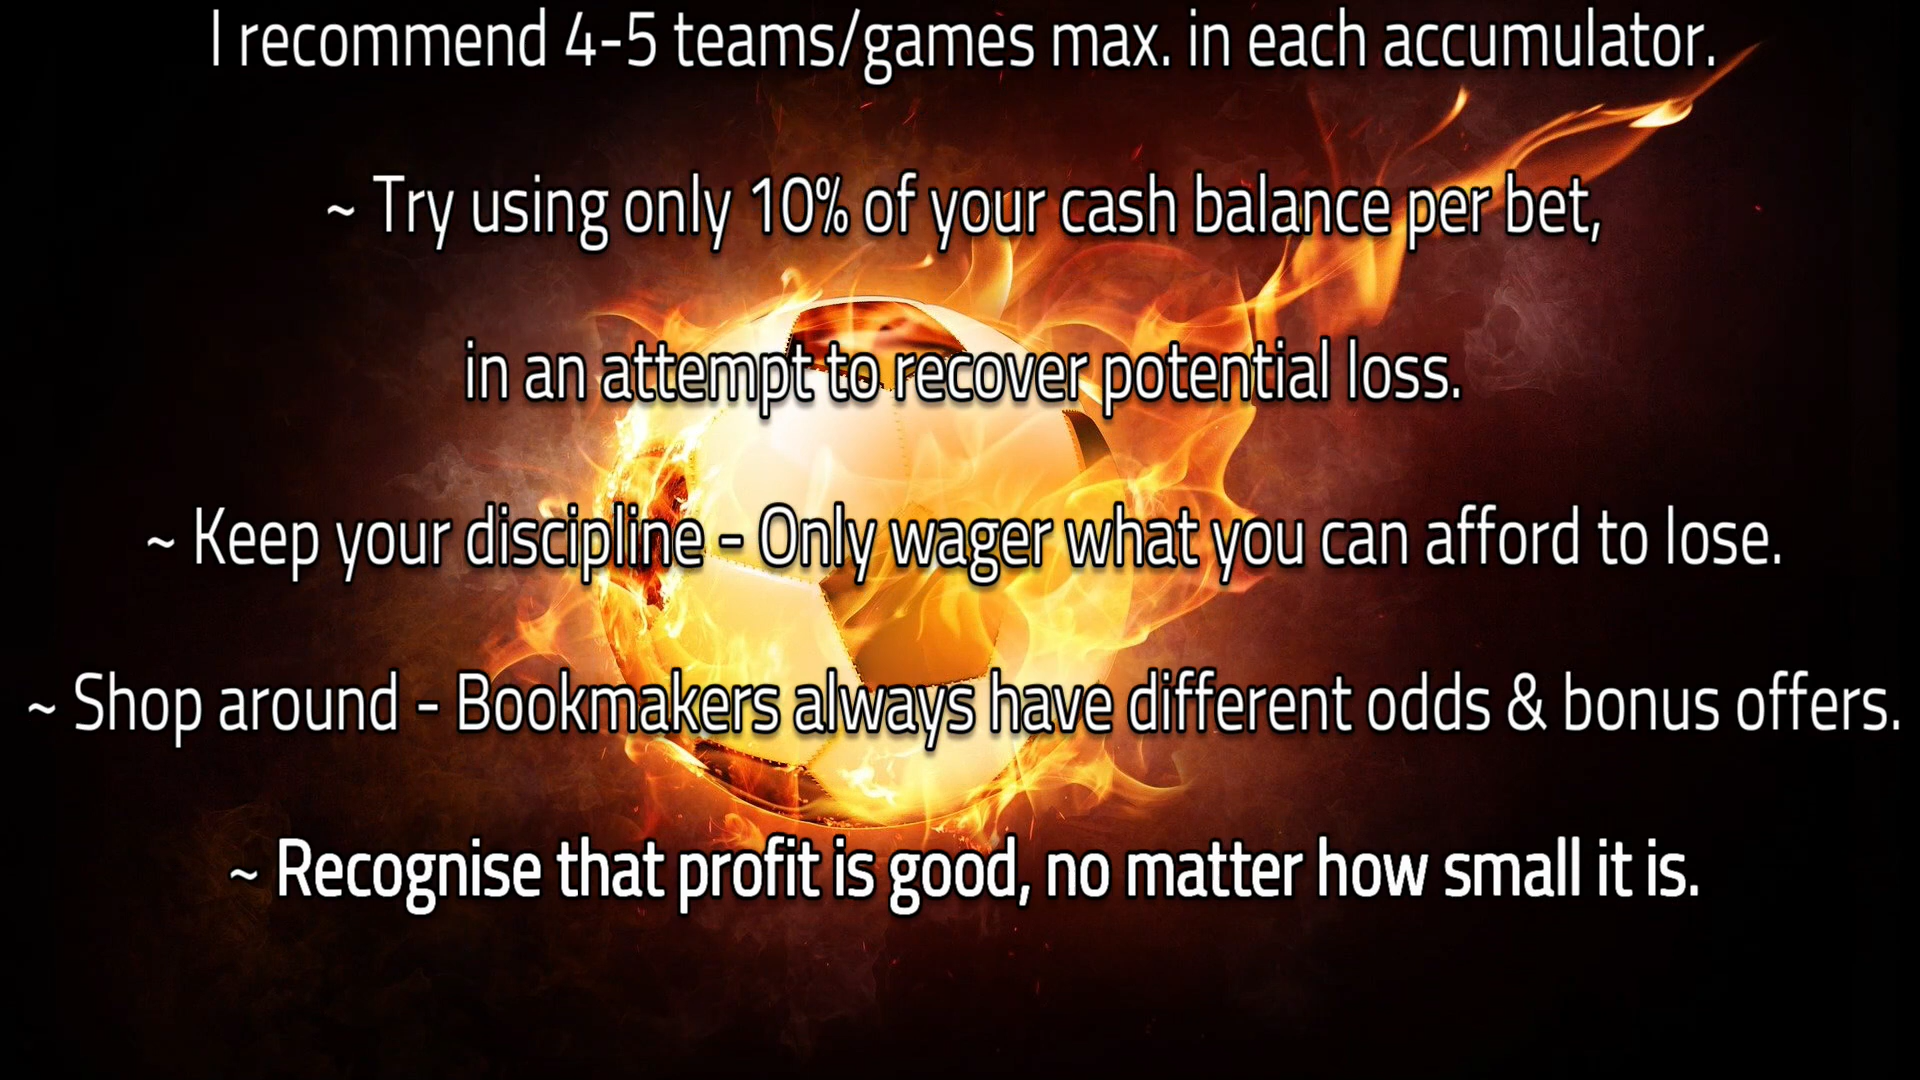 I recommend 4-5 teams/games max. in each accumulator.
~ Try using only 10% of your cash balance per bet,
in an attempt to recover potential loss.
~ Keep your discipline - Only wager what you can afford to lose.
~ Shop around - Bookmakers always have different odds & bonus offers.
~ Recognise that profit is good, no matter how small it is.